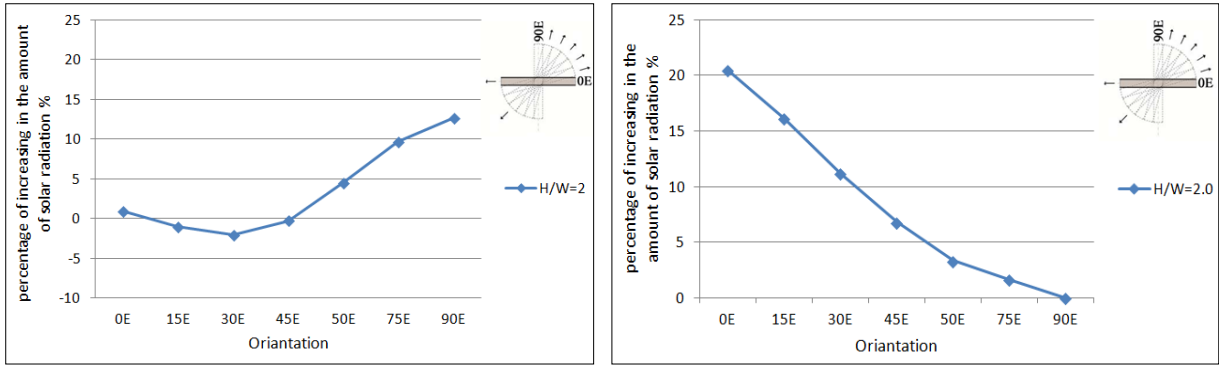 percentage of increasing in the amount
of solar radiation %
25
20
15
10
5
0
-5
-10
0E
15E
30E
45E
50E
75E
90E
Oriantation
H/W=2
90E
0E
percentage of increasing in the
amount of solar radiation %
25
20
15
10
5
0
0E
15E
30E
45E
50E
75E
90E
Oriantation
H/W=2.0
90E
0E